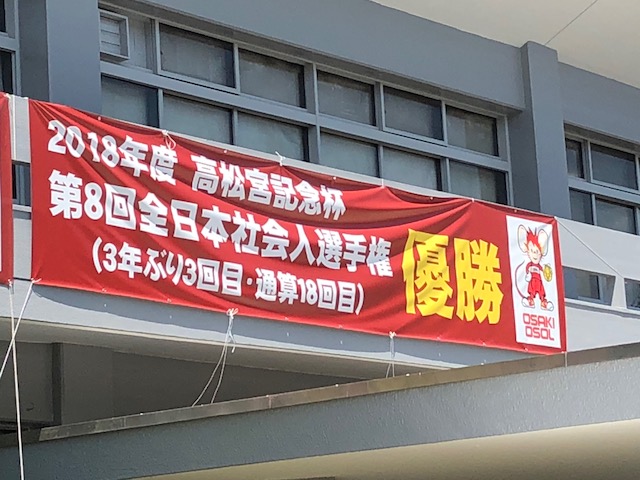 2018年度 高松宮記念杯
第8回全日本社会人選手権
(3年ぶり3回目・通算18回目)
優勝
OSAKI
OSOL